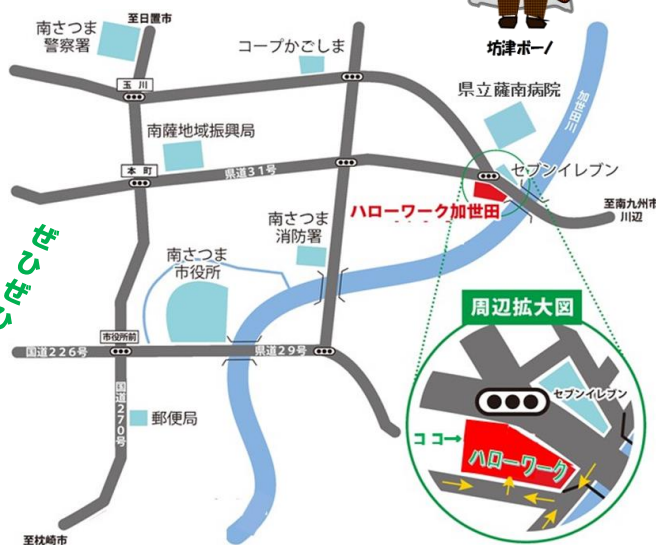 至日置市
南さつま
警察署
コープかごしま
坊津ボーノ
玉川
県立薩南病院
加世田川
南薩地域振興局
本町
県道31号
セブンイレブン
ハローワーク加世田
至南九州市
川辺
ぜひぜひ
南さつま
消防署
南さつま
市役所
周辺拡大図
市役所前
国道226号
県道29号
セブンイレブン
ココ→
ハローワーク
国道270号
郵便局
至枕崎市